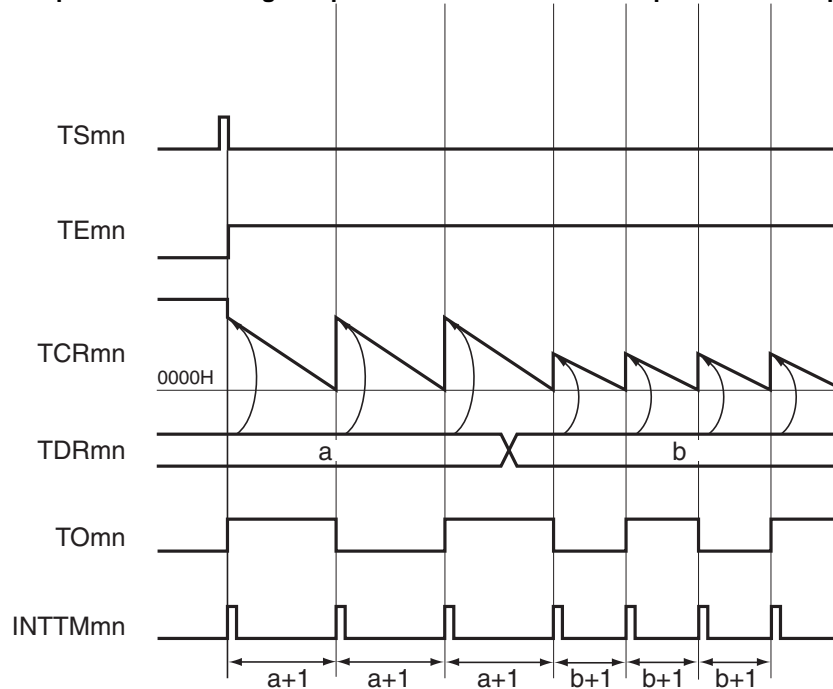 TSmn
TEmn
TCRmn
0000H
TDRmn
a
b
TOmn
INTTMmn
a+1
a+1
a+1
b+1
b+1
b+1